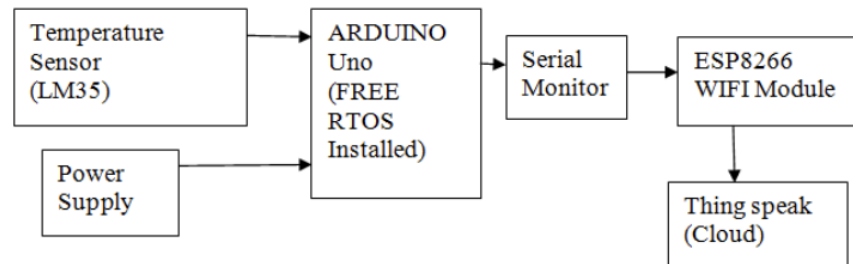 Temperature
Sensor
(LM35)
ARDUINO
Uno
(FREE
RTOS
Installed)
Serial
Monitor
ESP8266
WIFI Module
Power
Supply
Thing speak
(Cloud)